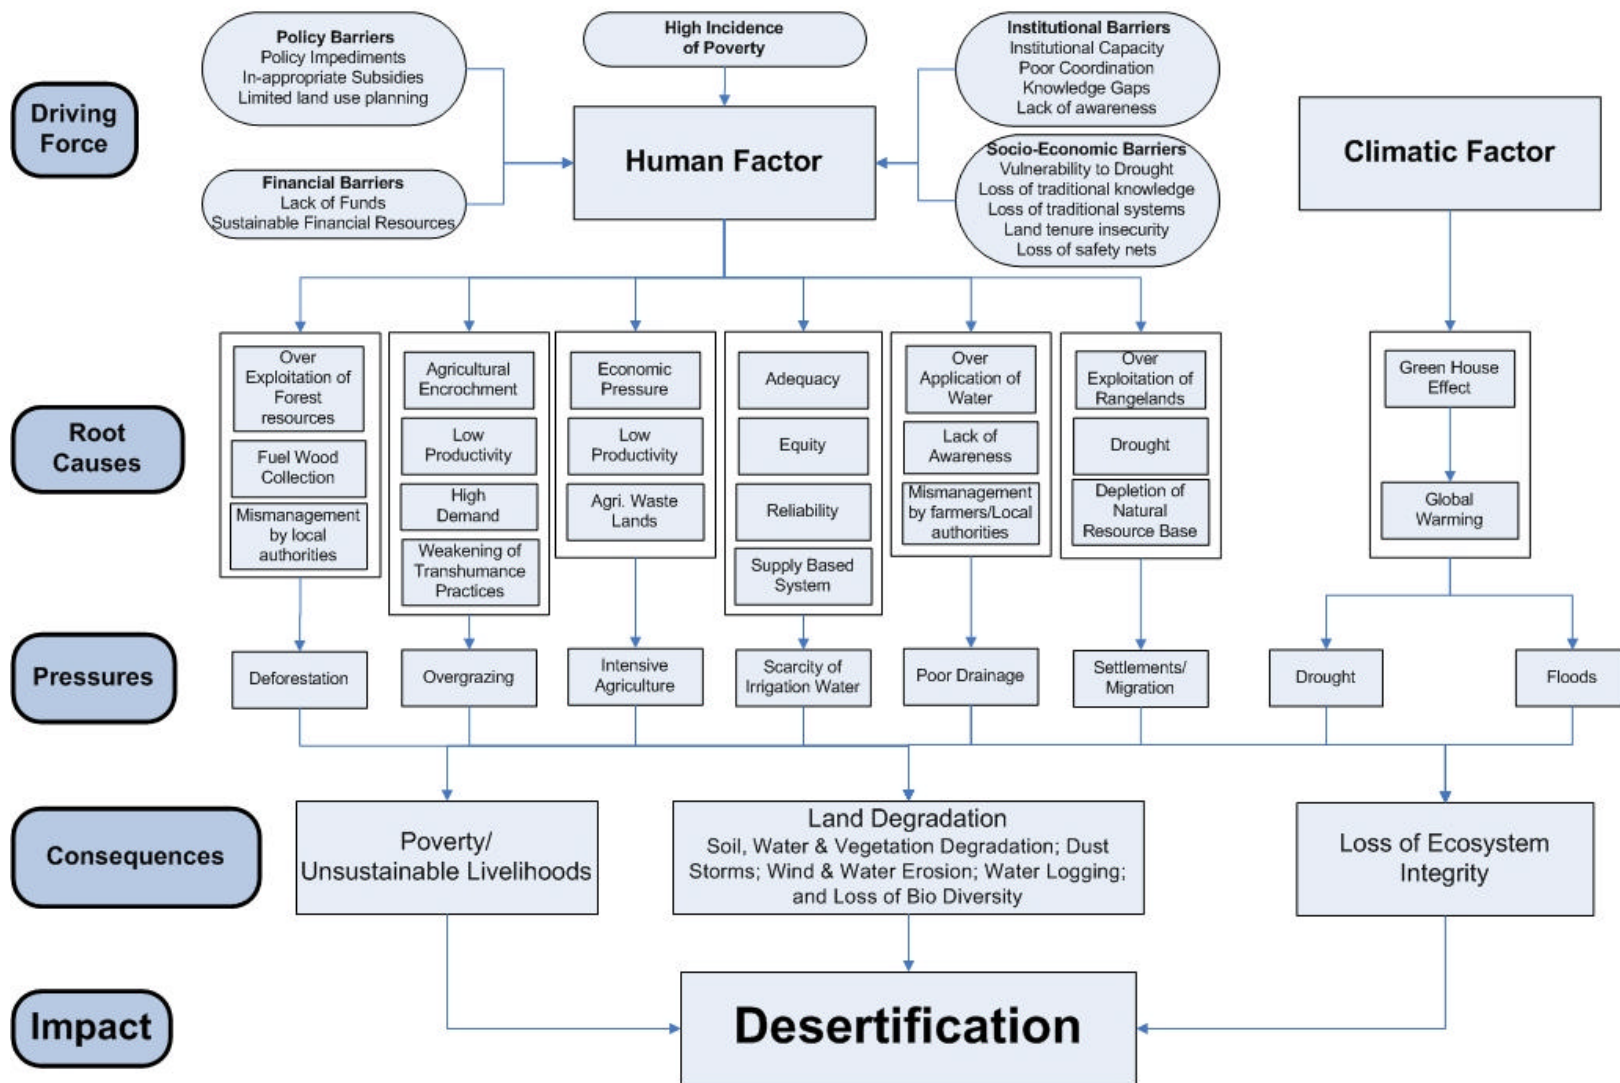 Policy Barriers
Policy Impediments
In-appropriate Subsidies
Limited land use planning
High Incidence
of Poverty
Institutional Barriers
Institutional Capacity
Poor Coordination
Knowledge Gaps
Lack of awareness
Driving
Force
Human Factor
Climatic Factor
Financial Barriers
Lack of Funds
Sustainable Financial Resources
Socio-Economic Barriers
Vulnerability to Drought
Loss of traditional knowledge
Loss of traditional systems
Land tenure insecurity
Loss of safety nets
Root
Causes
Over
Exploitation of
Forest
resources
Fuel Wood
Collection
Mismanagement
by local
authorities
Agricultural
Encrochment
Low
Productivity
High
Demand
Weakening of
Transhumance
Practices
Economic
Pressure
Low
Productivity
Agri. Waste
Lands
Adequacy
Equity
Reliability
Supply Based
System
Over
Application of
Water
Lack of
Awareness
Mismanagement
by farmers/Local
authorities
Over
Exploitation of
Rangelands
Drought
Depletion of
Natural
Resource Base
Green House
Effect
Global
Warming
Pressures
Deforestation
Overgrazing
Intensive
Agriculture
Scarcity of
Irrigation Water
Poor Drainage
Settlements/
Migration
Drought
Floods
Consequences
Poverty/
Unsustainable Livelihoods
Land Degradation
Soil, Water & Vegetation Degradation; Dust
Storms; Wind & Water Erosion; Water Logging;
and Loss of Bio Diversity
Loss of Ecosystem
Integrity
Impact
Desertification